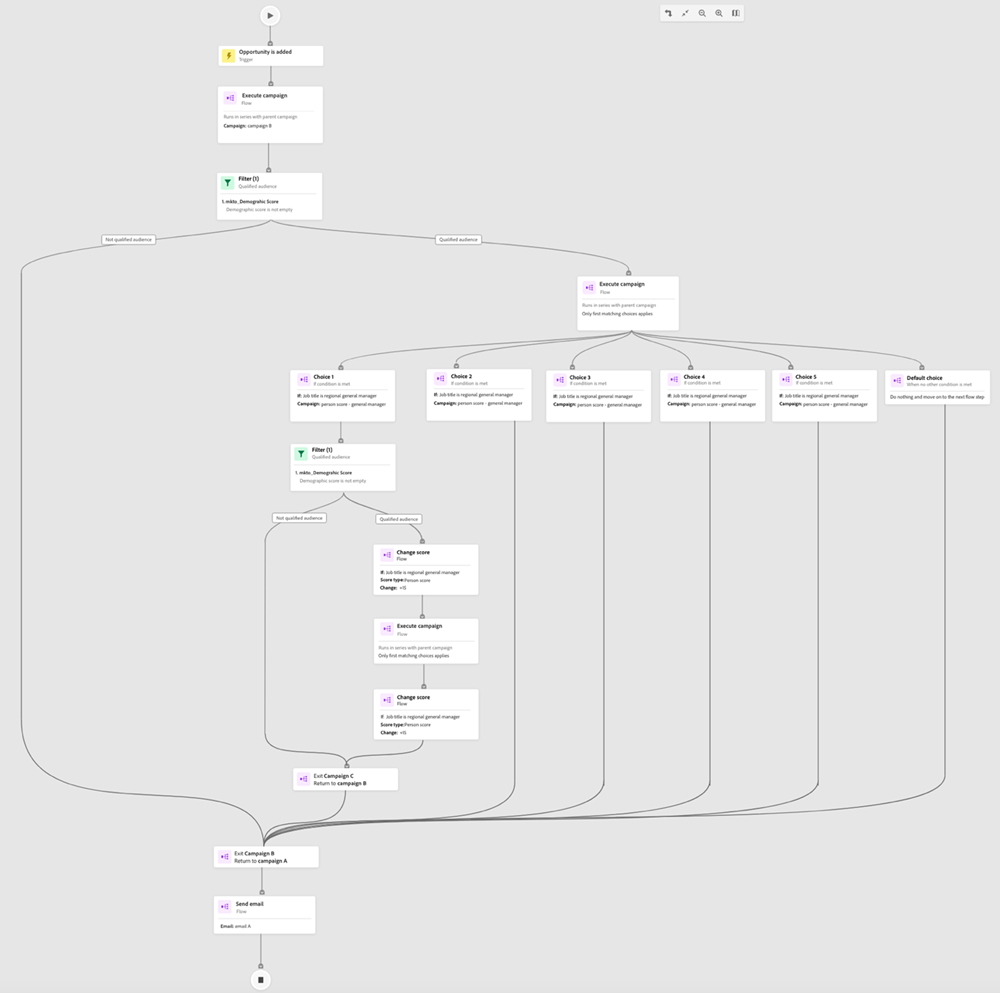 Opportunity is added
Trigger
Execute campaign
Flow
Runs in series with parent campaign
Campaign: campaign B
Filter (1)
Qualified audience
1. mkto_Demograhic Score
Demographic score is not empty
Not qualified audience
Qualified audience
Execute campaign
Flow
Runs in series with parent campaign
Only first matching choices applies
Choice 1
If condition is met
If: Job title is regional general manager
Campaign: person score - general manager
Choice 2
If condition is met
If: Job title is regional general manager
Campaign: person score - general manager
Choice 3
If condition is met
If: Job title is regional general manager
Campaign: person score - general manager
Choice 4
If condition is met
If: Job title is regional general manager
Campaign: person score - general manager
Choice 5
If condition is met
If: Job title is regional general manager
Campaign: person score - general manager
Default choice
When no other condition is met
Do nothing and move on to the next flow step
Filter (1)
Qualified audience
1. mkto_Demograhic Score
Demographic score is not empty
Not qualified audience
Qualified audience
Change score
Flow
If: Job title is regional general manager
Score type:Person score
Change: +15
Execute campaign
Flow
Runs in series with parent campaign
Only first matching choices applies
Change score
Flow
If: Job title is regional general manager
Score type:Person score
Change: +15
Exit Campaign C
Return to campaign B
Exit Campaign B
Return to campaign A
Send email
Flow
Email: email A